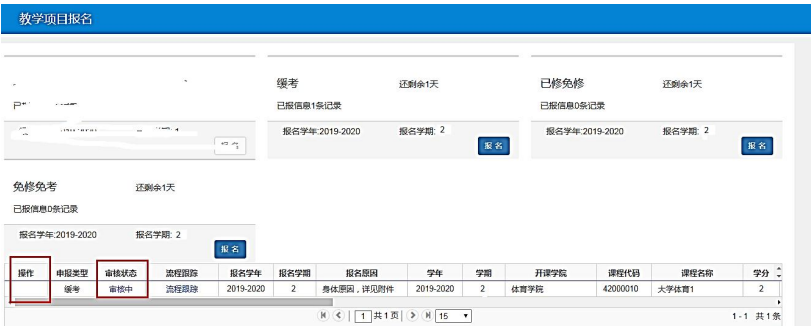 教学项目报名
缓考 还剩余1天
已报信息1条记录
报名学年:2019-2020 报名学期: 2
报 名
已修免修 还剩余1天
已报信息0条记录
报名学年:2019-2020 报名学期: 2
报 名
免修免考 还剩余1天
已报信息0条记录
报名学年:2019-2020 报名学期: 2
报 名
操作 申报类型 审核状态 流程跟踪 报名学年 报名学期 报名原因 学年 学期 开课学院 课程代码 课程名称 学分
缓考 审核中 流程跟踪 2019-2020 2 身体原因，详见附件 2019-2020 2 体育学院 42000010 大学体育1 2
1 共1页 15 1 - 1 共1条